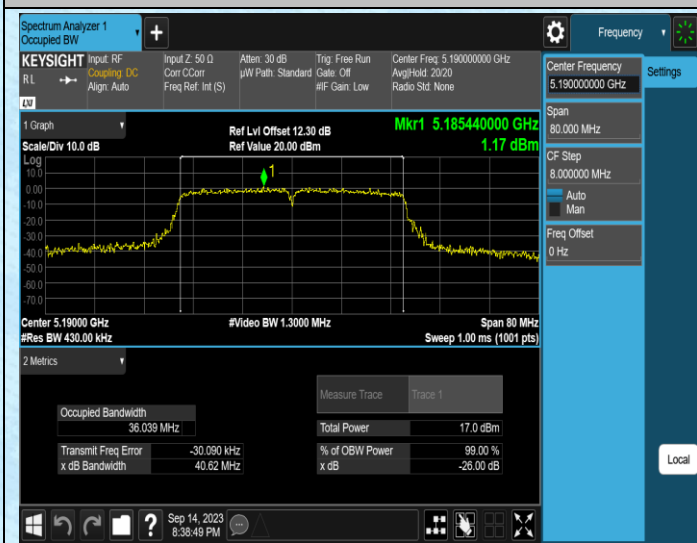 Spectrum Analyzer 1
Occupied BW
Frequency
KEYSIGHT
RL
Input: RF
Coupling: DC
Align: Auto
Input Z: 50 Ω
Corr CCorr
Freq Ref: Int (S)
Atten: 30 dB
µW Path: Standard
Trig: Free Run
Gate: Off
#IF Gain: Low
Center Freq: 5.190000000 GHz
Avg|Hold: 20/20
Radio Std: None
LXI
Center Frequency
5.190000000 GHz
Settings
Span
80.000 MHz
CF Step
8.000000 MHz
Auto
Man
Freq Offset
0 Hz
1 Graph
Ref Lvl Offset 12.30 dB
Mkr1 5.185440000 GHz
Scale/Div 10.0 dB
Ref Value 20.00 dBm
1.17 dBm
Log
10.0
0.00
-10.0
-20.0
-30.0
-40.0
-50.0
-60.0
-70.0
1
Center 5.19000 GHz
#Video BW 1.3000 MHz
Span 80 MHz
#Res BW 430.00 kHz
Sweep 1.00 ms (1001 pts)
2 Metrics
Measure Trace
Trace 1
Occupied Bandwidth
36.039 MHz
Total Power
17.0 dBm
Transmit Freq Error
-30.090 kHz
% of OBW Power
99.00 %
x dB Bandwidth
40.62 MHz
x dB
-26.00 dB
Local
Sep 14, 2023
8:38:49 PM